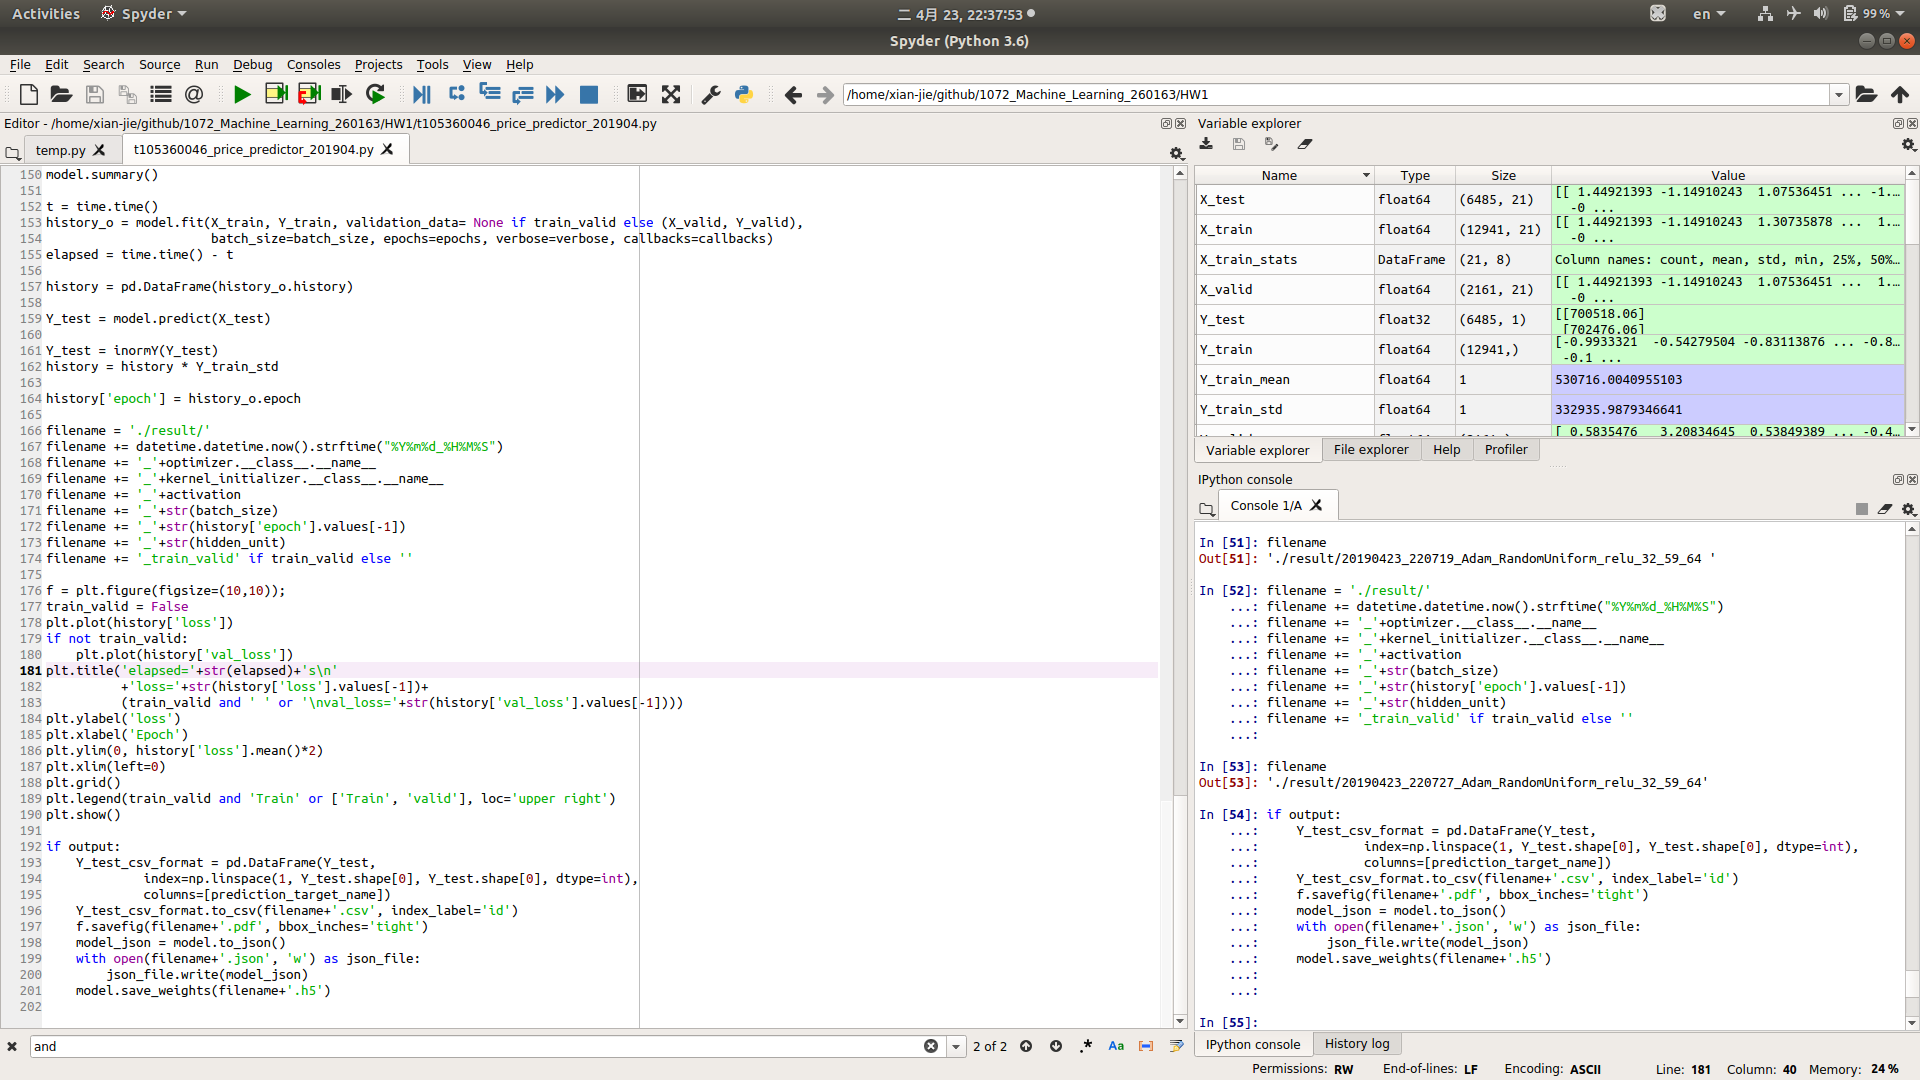 Activities Spyder 二 4月 23, 22:37:53 en 99 %
Spyder (Python 3.6)
File Edit Search Source Run Debug Consoles Projects Tools View Help
/home/xian-jie/github/1072_Machine_Learning_260163/HW1
Editor - /home/xian-jie/github/1072_Machine_Learning_260163/HW1/t105360046_price_predictor_201904.py
temp.py t105360046_price_predictor_201904.py
150 model.summary()
151
152 t = time.time()
153 history_o = model.fit(X_train, Y_train, validation_data= None if train_valid else (X_valid, Y_valid),
154                       batch_size=batch_size, epochs=epochs, verbose=verbose, callbacks=callbacks)
155 elapsed = time.time() - t
156
157 history = pd.DataFrame(history_o.history)
158
159 Y_test = model.predict(X_test)
160
161 Y_test = inormY(Y_test)
162 history = history * Y_train_std
163
164 history['epoch'] = history_o.epoch
165
166 filename = './result/'
167 filename += datetime.datetime.now().strftime("%Y%m%d_%H%M%S")
168 filename += '_'+optimizer.__class__.__name__
169 filename += '_'+kernel_initializer.__class__.__name__
170 filename += '_'+activation
171 filename += '_'+str(batch_size)
172 filename += '_'+str(history['epoch'].values[-1])
173 filename += '_'+str(hidden_unit)
174 filename += '_train_valid' if train_valid else ''
175
176 f = plt.figure(figsize=(10,10));
177 train_valid = False
178 plt.plot(history['loss'])
179 if not train_valid:
180     plt.plot(history['val_loss'])
181 plt.title('elapsed='+str(elapsed)+'s\n'
182           +'loss='+str(history['loss'].values[-1])+
183           (train_valid and ' ' or '\nval_loss='+str(history['val_loss'].values[-1])))
184 plt.ylabel('loss')
185 plt.xlabel('Epoch')
186 plt.ylim(0, history['loss'].mean()*2)
187 plt.xlim(left=0)
188 plt.grid()
189 plt.legend(train_valid and 'Train' or ['Train', 'valid'], loc='upper right')
190 plt.show()
191
192 if output:
193     Y_test_csv_format = pd.DataFrame(Y_test,
194              index=np.linspace(1, Y_test.shape[0], Y_test.shape[0], dtype=int),
195              columns=[prediction_target_name])
196     Y_test_csv_format.to_csv(filename+'.csv', index_label='id')
197     f.savefig(filename+'.pdf', bbox_inches='tight')
198     model_json = model.to_json()
199     with open(filename+'.json', 'w') as json_file:
200         json_file.write(model_json)
201     model.save_weights(filename+'.h5')
202
and 2 of 2 .* Aa
Variable explorer
Name Type Size Value
X_test float64 (6485, 21) [[ 1.44921393 -1.14910243  1.07536451 ... -1.…
-0 ...
X_train float64 (12941, 21) [[ 1.44921393 -1.14910243  1.30735878 ...  1.…
-0 ...
X_train_stats DataFrame (21, 8) Column names: count, mean, std, min, 25%, 50%…
X_valid float64 (2161, 21) [[ 1.44921393 -1.14910243  1.07536451 ...  1.…
-0 ...
Y_test float32 (6485, 1) [[700518.06]
[702476.06]
Y_train float64 (12941,) [-0.9933321  -0.54279504 -0.83113876 ... -0.8…
-0.1 ...
Y_train_mean float64 1 530716.0040955103
Y_train_std float64 1 332935.9879346641
[ 0.5835476   3.20834645  0.53849389 ... -0.4…
Variable explorer File explorer Help Profiler
IPython console
Console 1/A
In [51]: filename
Out[51]: './result/20190423_220719_Adam_RandomUniform_relu_32_59_64 '
In [52]: filename = './result/'
...: filename += datetime.datetime.now().strftime("%Y%m%d_%H%M%S")
...: filename += '_'+optimizer.__class__.__name__
...: filename += '_'+kernel_initializer.__class__.__name__
...: filename += '_'+activation
...: filename += '_'+str(batch_size)
...: filename += '_'+str(history['epoch'].values[-1])
...: filename += '_'+str(hidden_unit)
...: filename += '_train_valid' if train_valid else ''
...:
In [53]: filename
Out[53]: './result/20190423_220727_Adam_RandomUniform_relu_32_59_64'
In [54]: if output:
...:     Y_test_csv_format = pd.DataFrame(Y_test,
...:              index=np.linspace(1, Y_test.shape[0], Y_test.shape[0], dtype=int),
...:              columns=[prediction_target_name])
...:     Y_test_csv_format.to_csv(filename+'.csv', index_label='id')
...:     f.savefig(filename+'.pdf', bbox_inches='tight')
...:     model_json = model.to_json()
...:     with open(filename+'.json', 'w') as json_file:
...:         json_file.write(model_json)
...:     model.save_weights(filename+'.h5')
...:
...:
In [55]:
IPython console History log
Permissions: RW End-of-lines: LF Encoding: ASCII Line: 181 Column: 40 Memory: 24 %